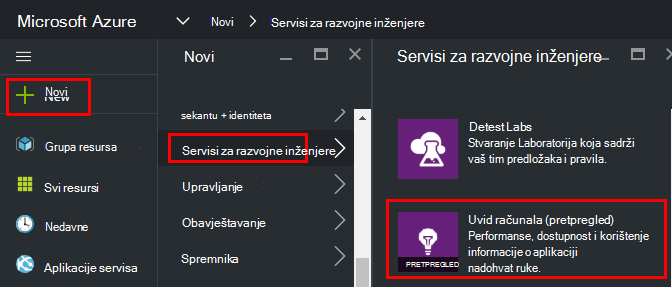 Microsoft Azure
Novi
Servisi za razvojne inženjere
Novi
Grupa resursa
Svi resursi
Nedavne
Aplikacije servisa
Novi
sekantu + identiteta
Servisi za razvojne inženjere
Upravljanje
Obavještavanje
Spremnika
Servisi za razvojne inženjere
Detest Labs
Stvaranje Laboratorija koja sadrži
vaš tim predložaka i pravila.
Uvid računala (pretpregled)
Performanse, dostupnost i korištenje
informacije o aplikaciji
nadohvat ruke.
PRETPREGLED